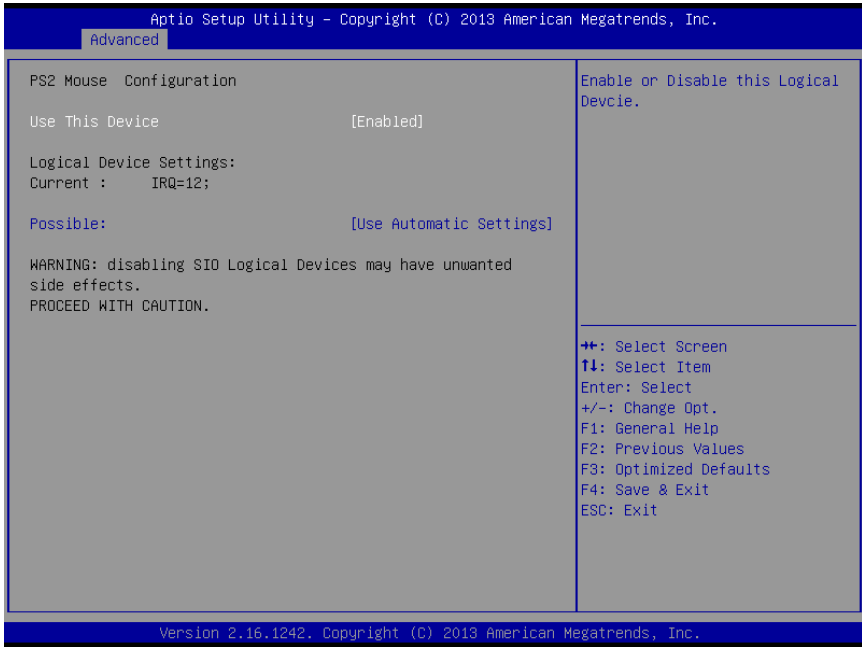 Aptio Setup Utility – Copyright (C) 2013 American Megatrends, Inc.
Advanced
PS2 Mouse Configuration
Use This Device [Enabled]
Logical Device Settings:
Current : IRQ=12;
Possible: [Use Automatic Settings]
WARNING: disabling SIO Logical Devices may have unwanted
side effects.
PROCEED WITH CAUTION.
Enable or Disable this Logical
Devcie.
→←: Select Screen
↑↓: Select Item
Enter: Select
+/-: Change Opt.
F1: General Help
F2: Previous Values
F3: Optimized Defaults
F4: Save & Exit
ESC: Exit
Version 2.16.1242. Copyright (C) 2013 American Megatrends, Inc.